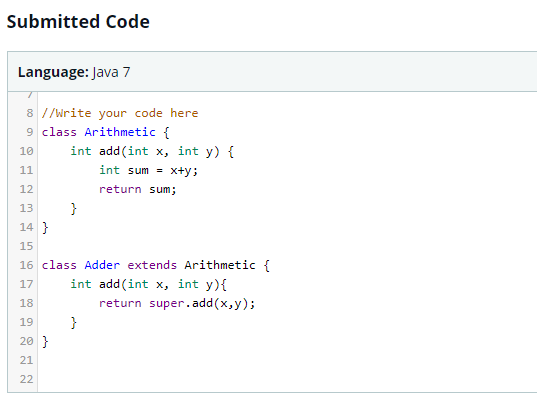 Submitted Code
Language: Java 7
7
8 //Write your code here
9 class Arithmetic {
10     int add(int x, int y) {
11         int sum = x+y;
12         return sum;
13     }
14 }
15
16 class Adder extends Arithmetic {
17     int add(int x, int y){
18         return super.add(x,y);
19     }
20 }
21
22